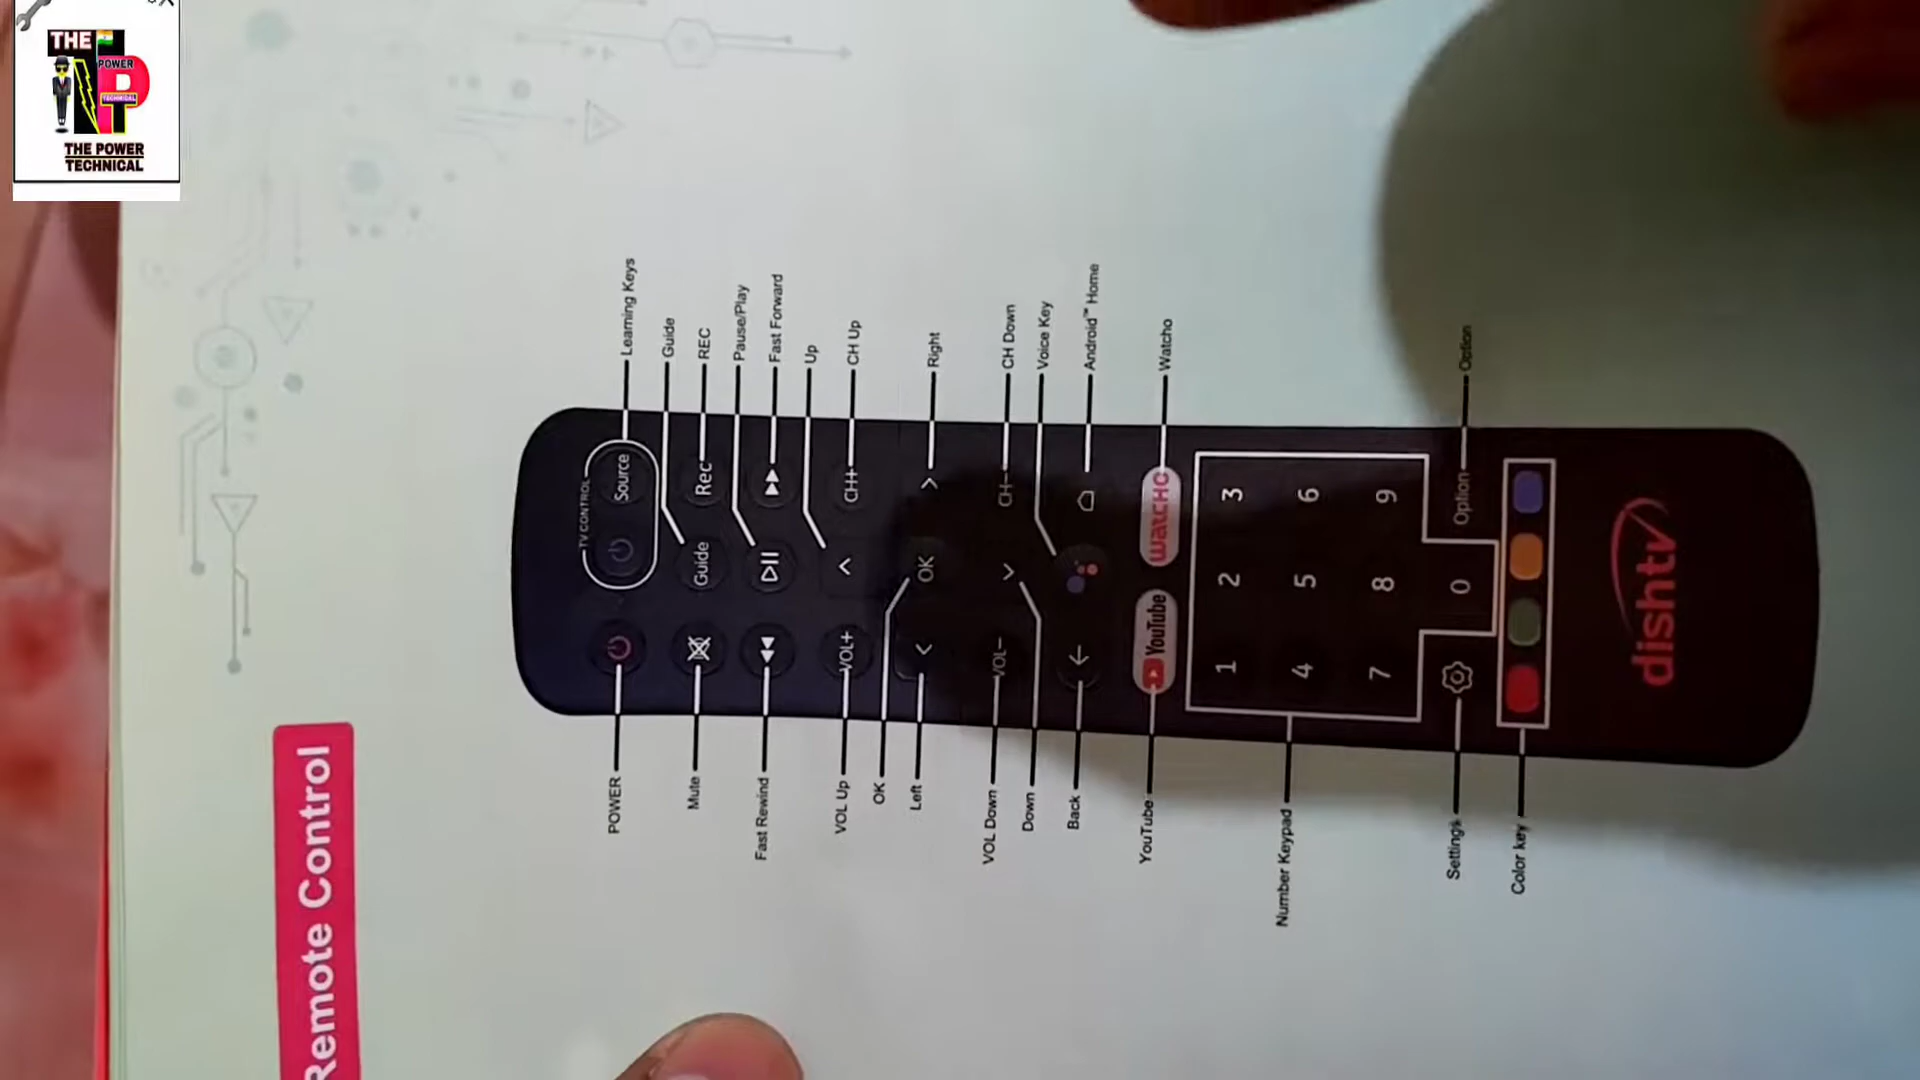 THE
POWER
TECHNICAL
THE POWER
TECHNICAL
Remote Control
POWER
Mute
Fast Rewind
VOL Up
OK
Left
VOL Down
Down
Back
YouTube
Number Keypad
Settings
Color key
TV CONTROL
Source
Guide
Rec
VOL+
CH+
OK
VOL-
CH-
YouTube
WATCHO
1 2 3
4 5 6
7 8 9
0 Option
dishtv
Learning Keys
Guide
REC
Pause/Play
Fast Forward
Up
CH Up
Right
CH Down
Voice Key
Android™ Home
Watcho
Option